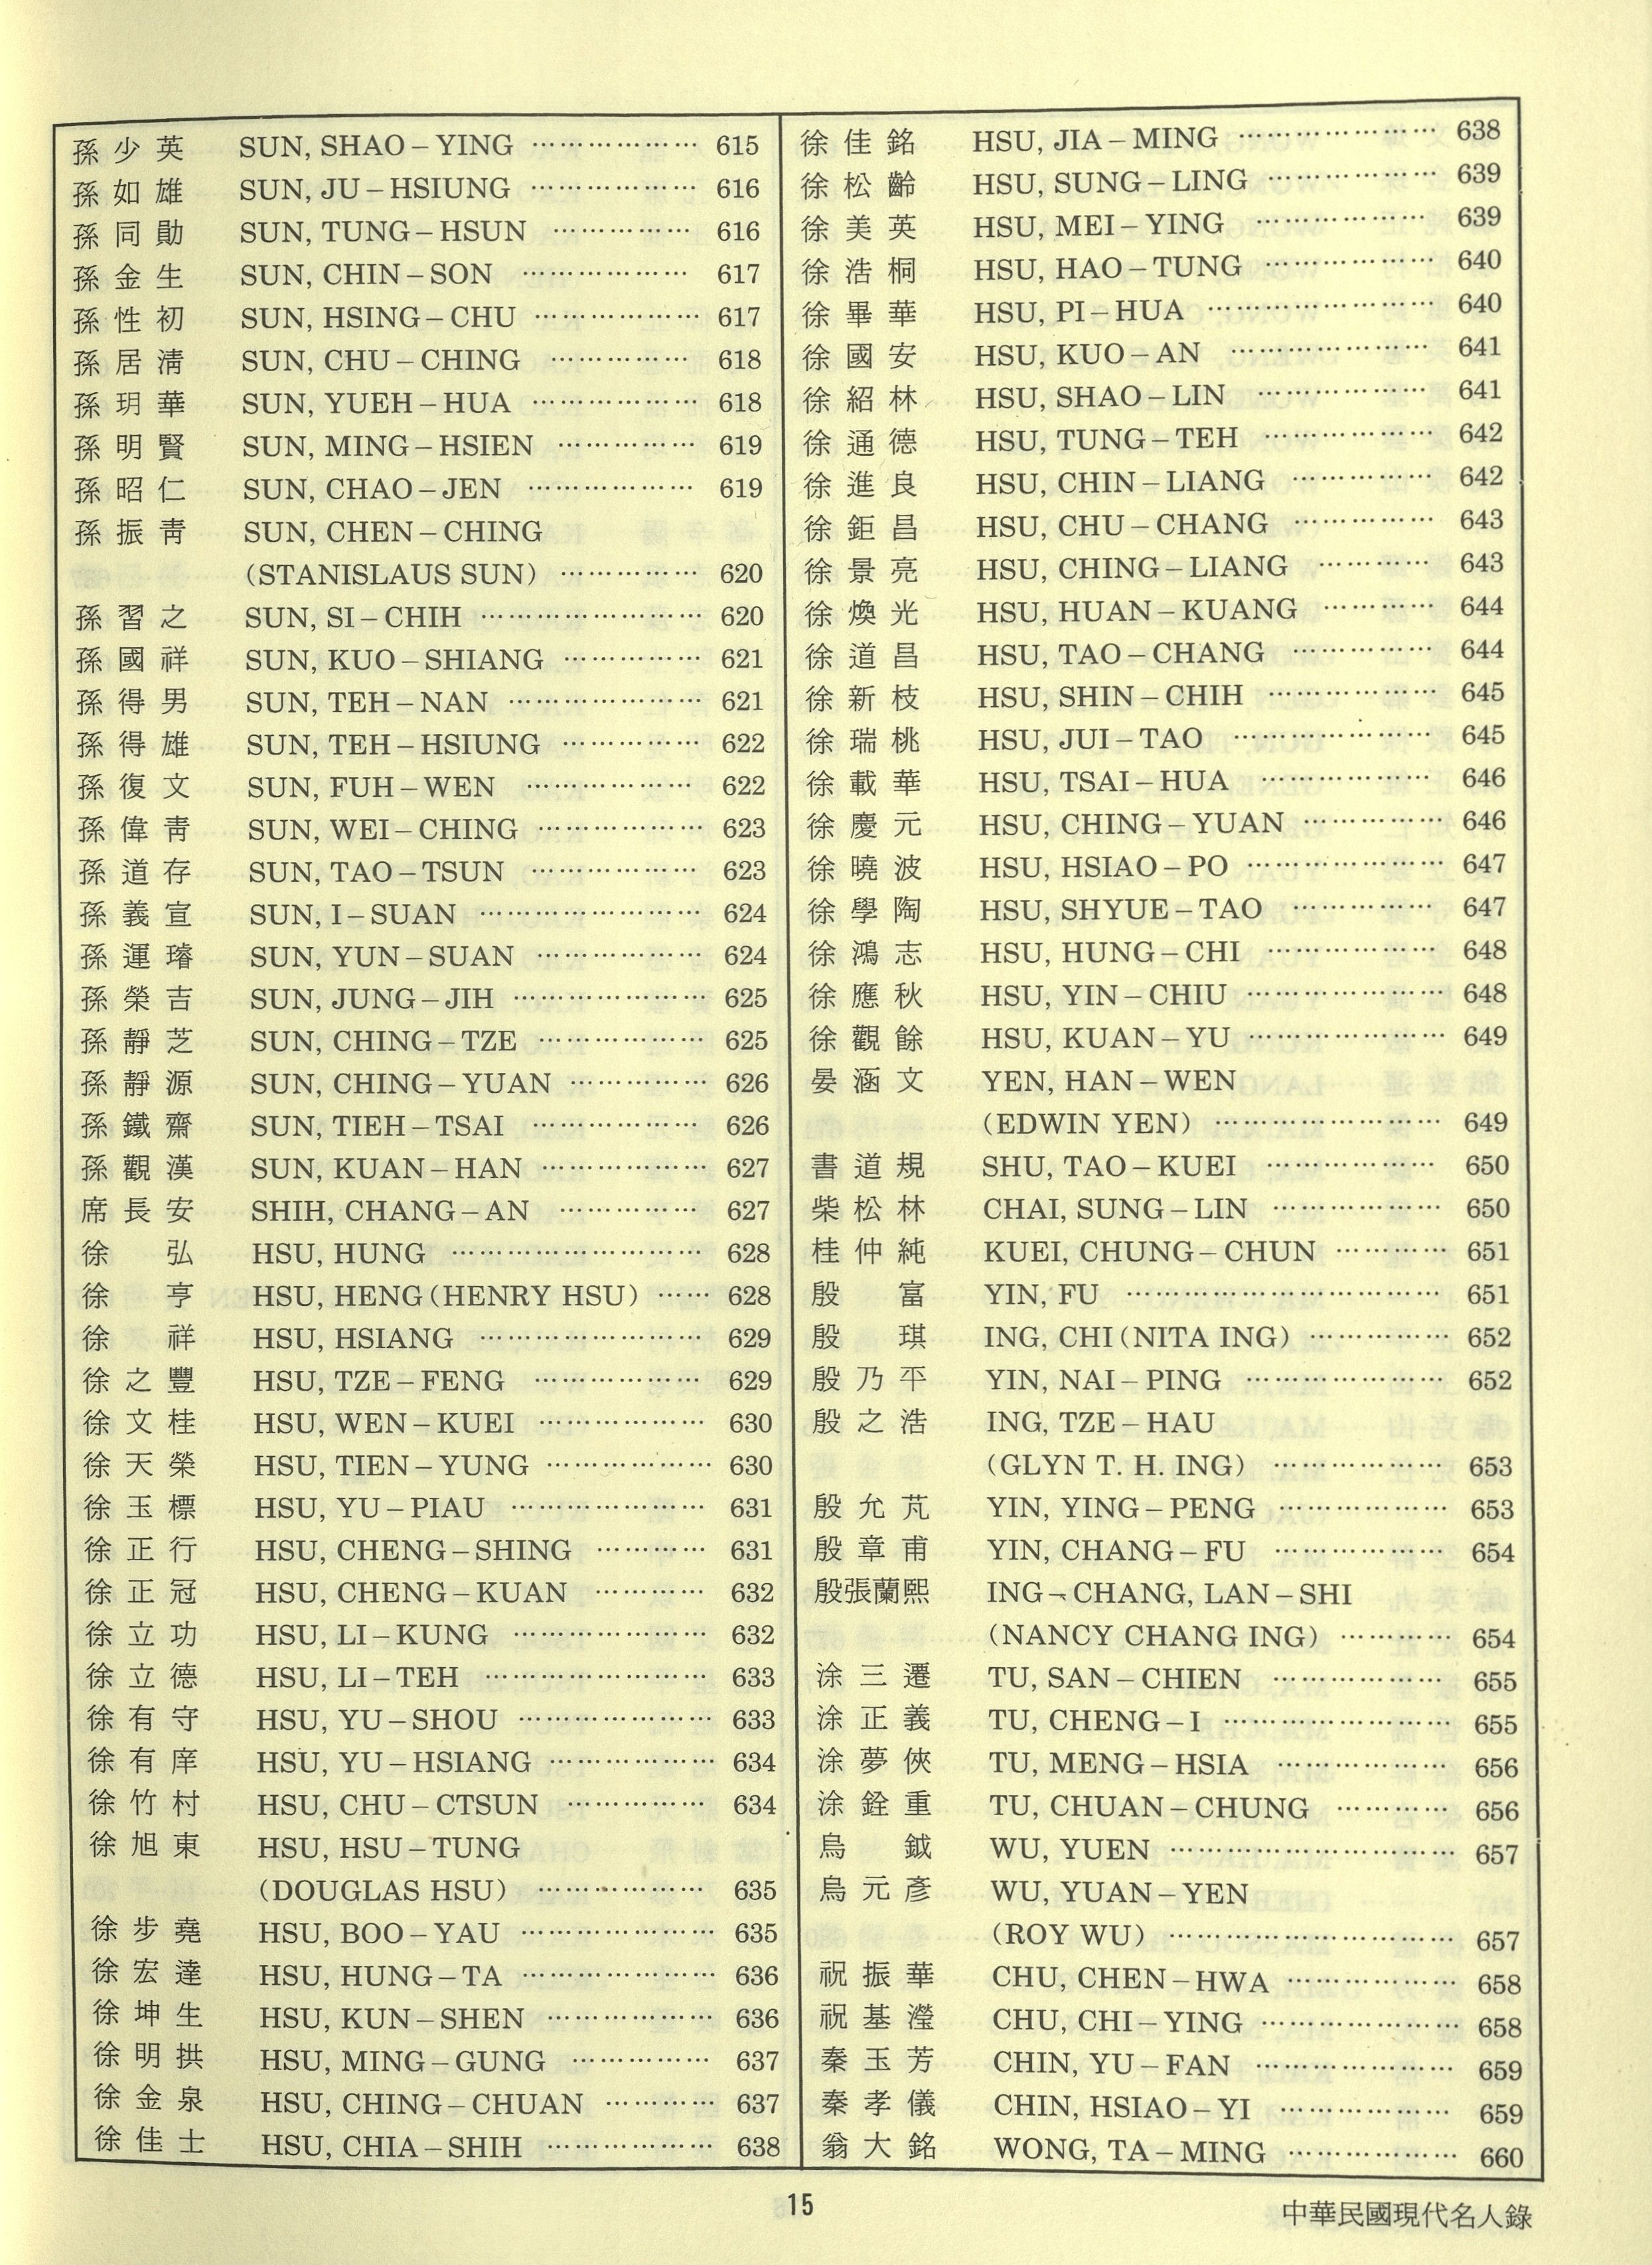 孫少英 SUN, SHAO–YING ……………… 615
孫如雄 SUN, JU–HSIUNG ……………… 616
孫同勛 SUN, TUNG–HSUN …………… 616
孫金生 SUN, CHIN–SON ……………… 617
孫性初 SUN, HSING–CHU ……………… 617
孫居清 SUN, CHU–CHING …………… 618
孫玥華 SUN, YUEH–HUA ……………… 618
孫明賢 SUN, MING–HSIEN …………… 619
孫昭仁 SUN, CHAO–JEN ……………… 619
孫振靑 SUN, CHEN–CHING
(STANISLAUS SUN) …………… 620
孫習之 SUN, SI–CHIH …………………… 620
孫國祥 SUN, KUO–SHIANG …………… 621
孫得男 SUN, TEH–NAN ………………… 621
孫得雄 SUN, TEH–HSIUNG …………… 622
孫復文 SUN, FUH–WEN ……………… 622
孫偉靑 SUN, WEI–CHING ……………… 623
孫道存 SUN, TAO–TSUN ……………… 623
孫義宣 SUN, I–SUAN …………………… 624
孫運璿 SUN, YUN–SUAN ……………… 624
孫榮吉 SUN, JUNG–JIH ………………… 625
孫靜芝 SUN, CHING–TZE ……………… 625
孫靜源 SUN, CHING–YUAN …………… 626
孫鐵齋 SUN, TIEH–TSAI ……………… 626
孫觀漢 SUN, KUAN–HAN ……………… 627
席長安 SHIH, CHANG–AN …………… 627
徐弘 HSU, HUNG ……………………… 628
徐亨 HSU, HENG (HENRY HSU) …… 628
徐祥 HSU, HSIANG …………………… 629
徐之豐 HSU, TZE–FENG ……………… 629
徐文桂 HSU, WEN–KUEI ……………… 630
徐天榮 HSU, TIEN–YUNG ……………… 630
徐玉標 HSU, YU–PIAU ………………… 631
徐正行 HSU, CHENG–SHING ………… 631
徐正冠 HSU, CHENG–KUAN ………… 632
徐立功 HSU, LI–KUNG ………………… 632
徐立德 HSU, LI–TEH …………………… 633
徐有守 HSU, YU–SHOU ………………… 633
徐有庠 HSU, YU–HSIANG ……………… 634
徐竹村 HSU, CHU–CTSUN …………… 634
徐旭東 HSU, HSU–TUNG
(DOUGLAS HSU) ……………… 635
徐步堯 HSU, BOO–YAU ……………… 635
徐宏達 HSU, HUNG–TA ………………… 636
徐坤生 HSU, KUN–SHEN ……………… 636
徐明拱 HSU, MING–GUNG …………… 637
徐金泉 HSU, CHING–CHUAN ………… 637
徐佳士 HSU, CHIA–SHIH ……………… 638
徐佳銘 HSU, JIA–MING ………………… 638
徐松齡 HSU, SUNG–LING ……………… 639
徐美英 HSU, MEI–YING ……………… 639
徐浩桐 HSU, HAO–TUNG ……………… 640
徐畢華 HSU, PI–HUA …………………… 640
徐國安 HSU, KUO–AN ………………… 641
徐紹林 HSU, SHAO–LIN ……………… 641
徐通德 HSU, TUNG–TEH ……………… 642
徐進良 HSU, CHIN–LIANG …………… 642
徐鉅昌 HSU, CHU–CHANG …………… 643
徐景亮 HSU, CHING–LIANG ………… 643
徐煥光 HSU, HUAN–KUANG ………… 644
徐道昌 HSU, TAO–CHANG …………… 644
徐新枝 HSU, SHIN–CHIH ……………… 645
徐瑞桃 HSU, JUI–TAO ………………… 645
徐載華 HSU, TSAI–HUA ……………… 646
徐慶元 HSU, CHING–YUAN ………… 646
徐曉波 HSU, HSIAO–PO ………………… 647
徐學陶 HSU, SHYUE–TAO …………… 647
徐鴻志 HSU, HUNG–CHI ……………… 648
徐應秋 HSU, YIN–CHIU ………………… 648
徐觀餘 HSU, KUAN–YU ………………… 649
晏涵文 YEN, HAN–WEN
(EDWIN YEN) …………………… 649
書道規 SHU, TAO–KUEI ……………… 650
柴松林 CHAI, SUNG–LIN ……………… 650
桂仲純 KUEI, CHUNG–CHUN ………… 651
殷富 YIN, FU …………………………… 651
殷琪 ING, CHI (NITA ING) …………… 652
殷乃平 YIN, NAI–PING ………………… 652
殷之浩 ING, TZE–HAU
(GLYN T. H. ING) ……………… 653
殷允芃 YIN, YING–PENG ……………… 653
殷章甫 YIN, CHANG–FU ……………… 654
殷張蘭熙 ING–CHANG, LAN–SHI
(NANCY CHANG ING) ………… 654
涂三遷 TU, SAN–CHIEN ……………… 655
涂正義 TU, CHENG–I …………………… 655
涂夢俠 TU, MENG–HSIA ……………… 656
涂銓重 TU, CHUAN–CHUNG ………… 656
烏鉞 WU, YUEN ………………………… 657
烏元彥 WU, YUAN–YEN
(ROY WU) ………………………… 657
祝振華 CHU, CHEN–HWA ……………… 658
祝基瀅 CHU, CHI–YING ………………… 658
秦玉芳 CHIN, YU–FAN ………………… 659
秦孝儀 CHIN, HSIAO–YI ……………… 659
翁大銘 WONG, TA–MING ……………… 660
15
中華民國現代名人錄